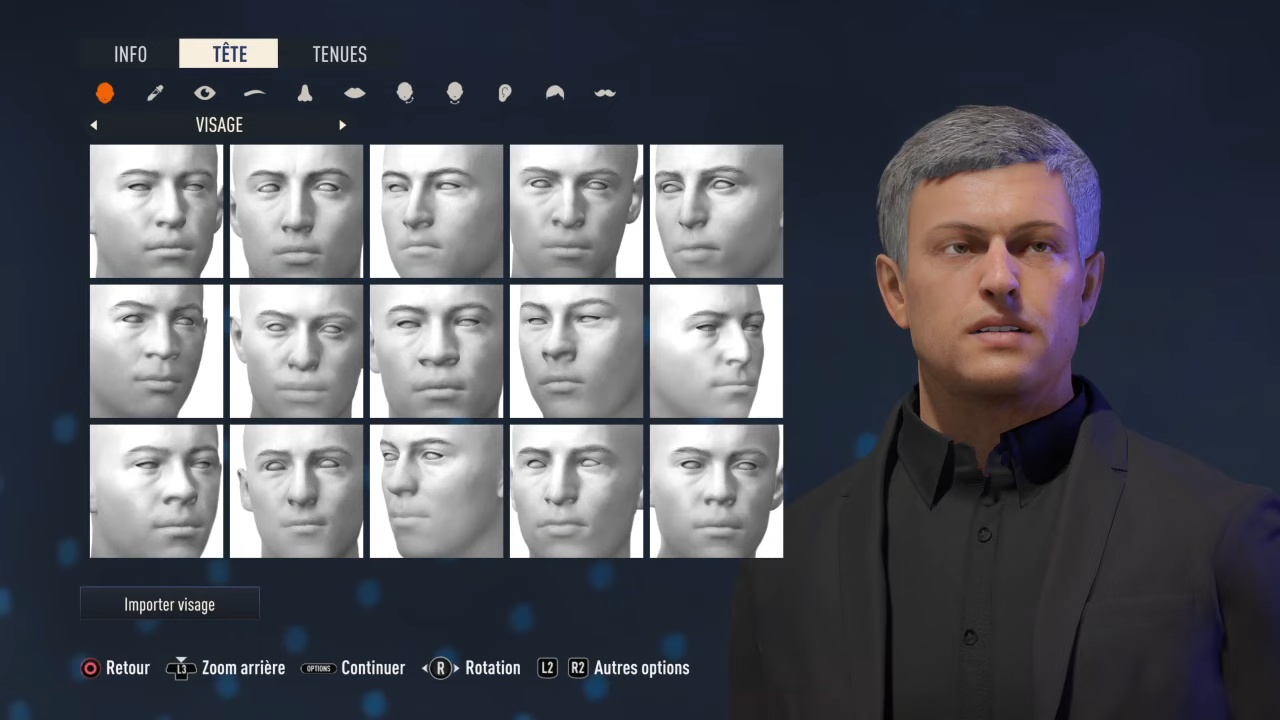 INFO TÊTE TENUES
VISAGE
Importer visage
Retour L3 Zoom arrière OPTIONS Continuer R Rotation L2 R2 Autres options